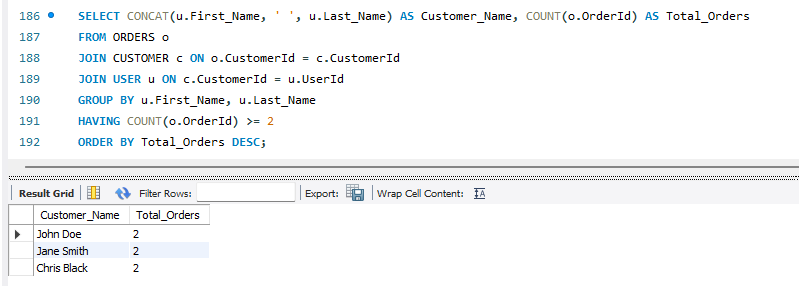 186 SELECT CONCAT(u.First_Name, ' ', u.Last_Name) AS Customer_Name, COUNT(o.OrderId) AS Total_Orders
187 FROM ORDERS o
188 JOIN CUSTOMER c ON o.CustomerId = c.CustomerId
189 JOIN USER u ON c.CustomerId = u.UserId
190 GROUP BY u.First_Name, u.Last_Name
191 HAVING COUNT(o.OrderId) >= 2
192 ORDER BY Total_Orders DESC;
Result Grid Filter Rows: Export: Wrap Cell Content: IA
Customer_Name Total_Orders
John Doe 2
Jane Smith 2
Chris Black 2